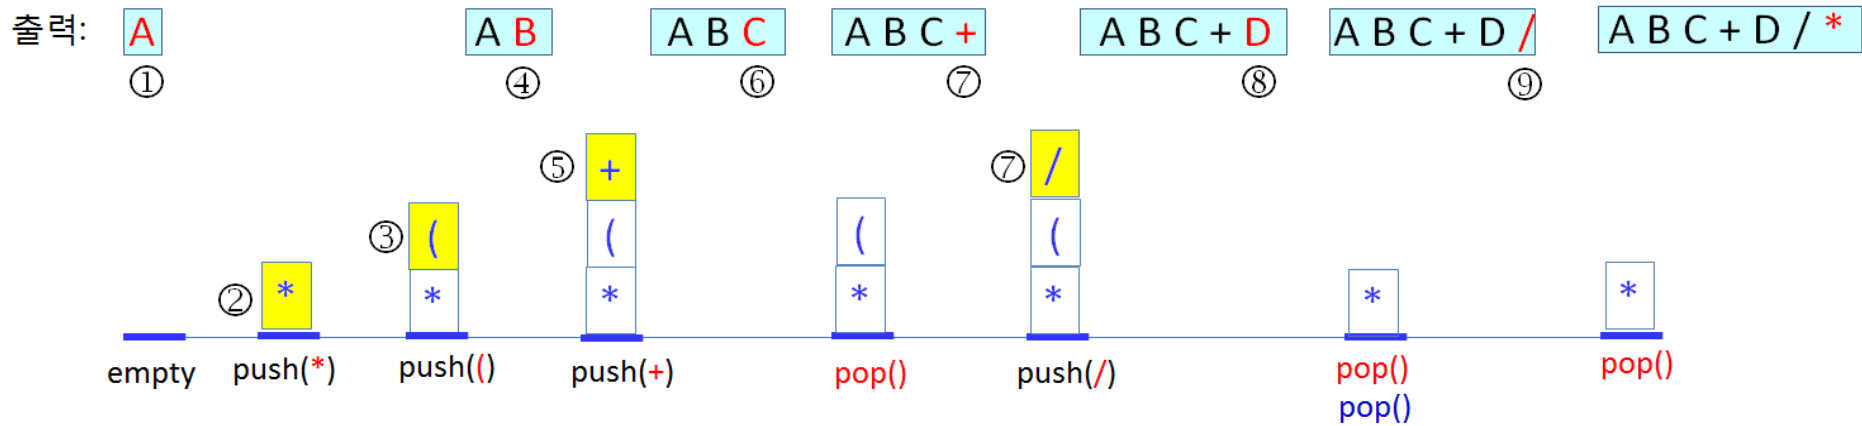 출력: A A B A B C A B C + A B C + D A B C + D / A B C + D / *
① ④ ⑥ ⑦ ⑧ ⑨
⑤ + ⑦ /
③ ( ( ( (
② * * * * * * *
empty push(*) push(() push(+) pop() push(/) pop() pop()
pop()